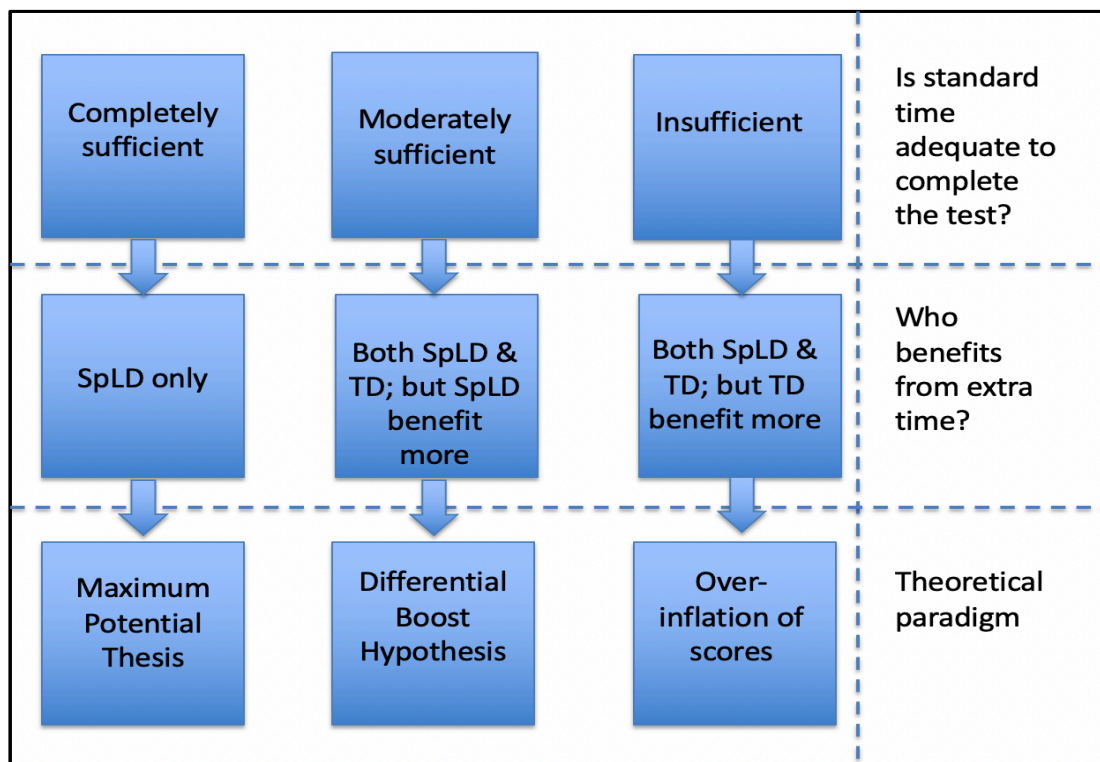 Completely
sufficient
Moderately
sufficient
Insufficient
Is standard
time
adequate to
complete
the test?
SpLD only
Both SpLD &
TD; but SpLD
benefit
more
Both SpLD &
TD; but TD
benefit more
Who
benefits
from extra
time?
Maximum
Potential
Thesis
Differential
Boost
Hypothesis
Over-
inflation of
scores
Theoretical
paradigm